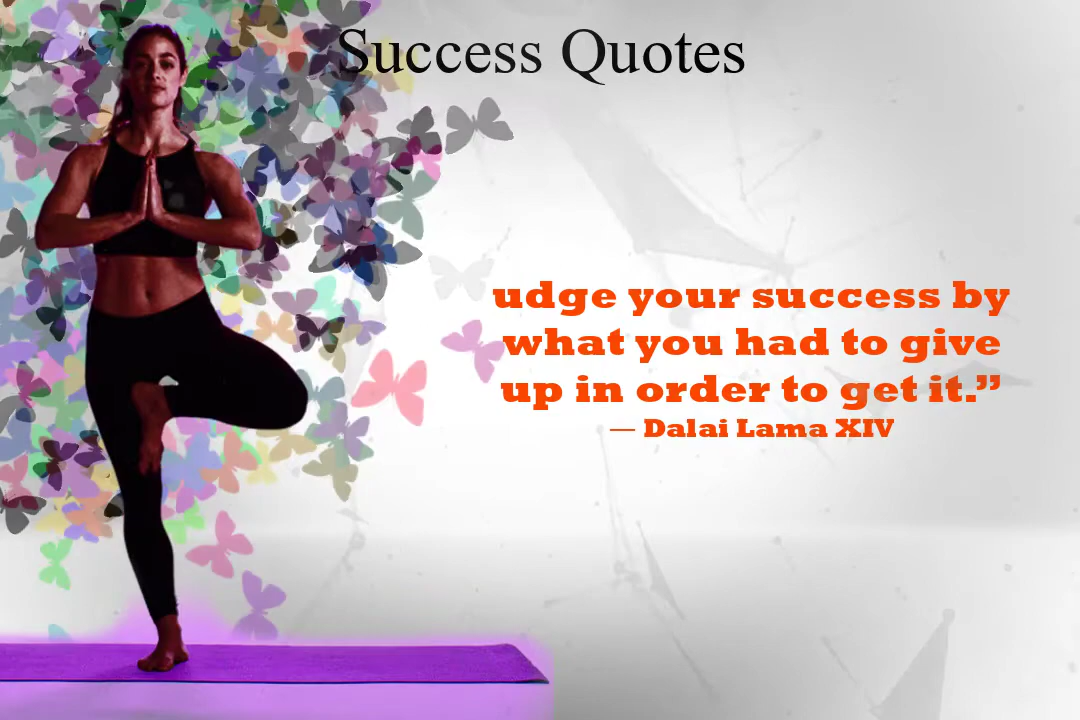 Success Quotes
udge your success by
what you had to give
up in order to get it.”
— Dalai Lama XIV